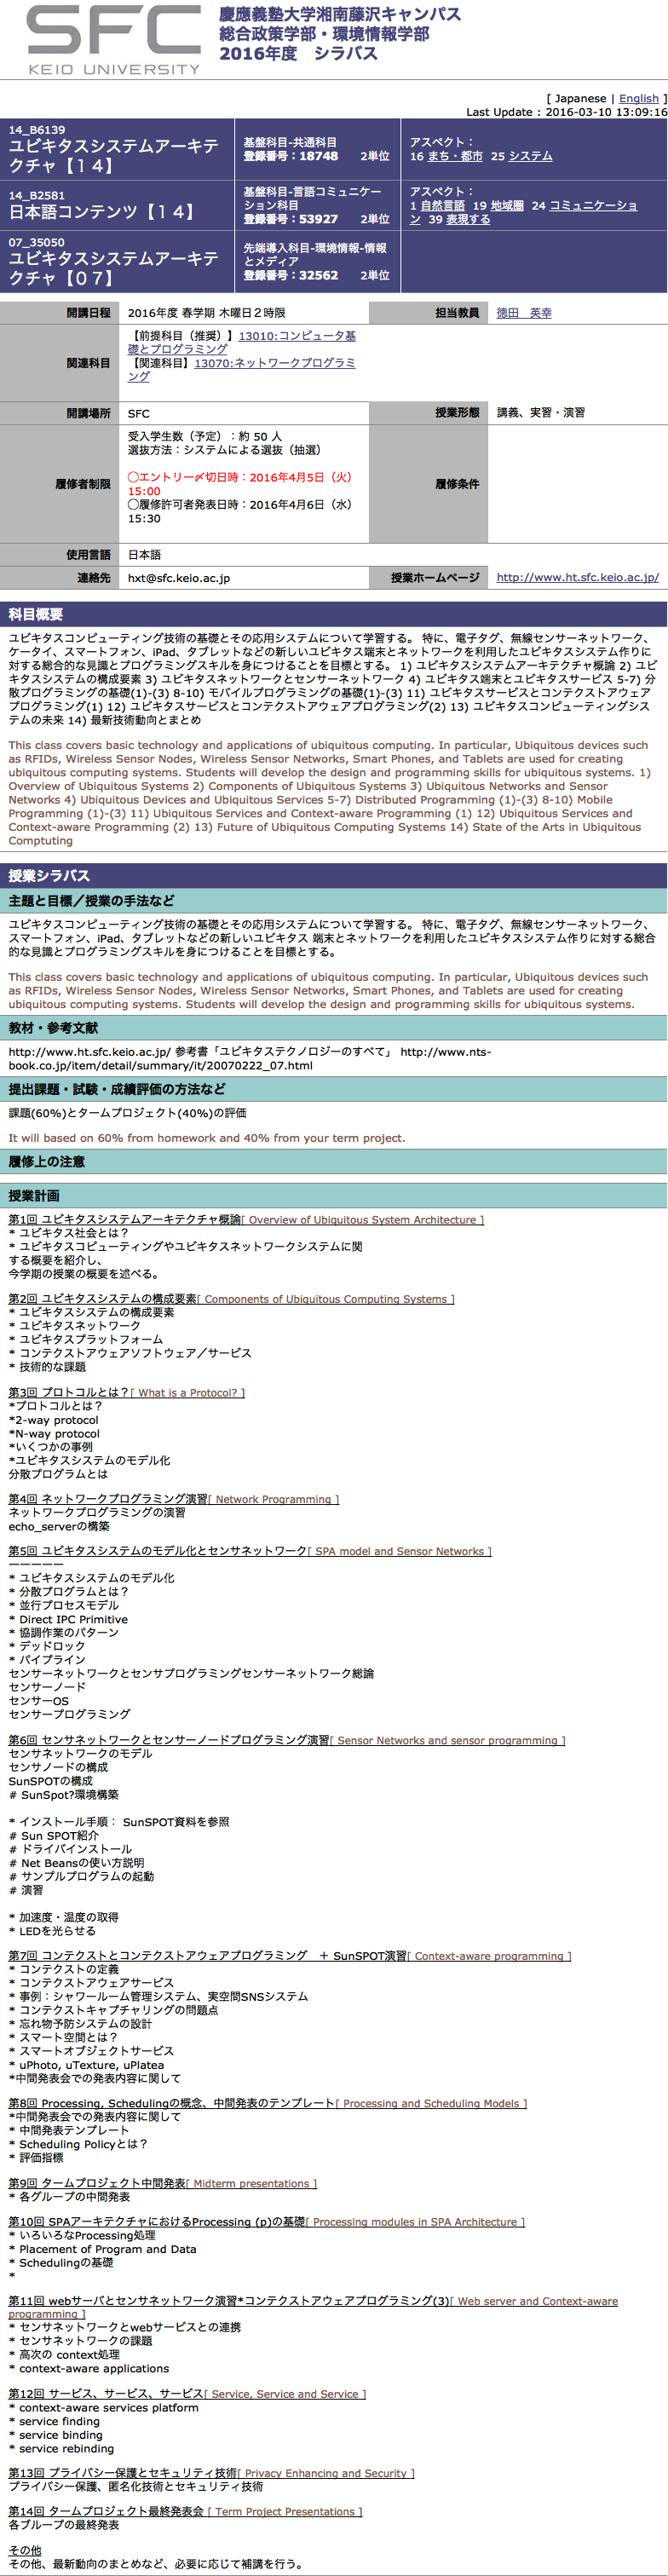 SFC
KEIO UNIVERSITY
慶應義塾大学湘南藤沢キャンパス
総合政策学部・環境情報学部
2016年度　シラバス
[ Japanese | English ]
Last Update : 2016-03-10 13:09:16
14_B6139
ユビキタスシステムアーキテ
クチャ【１４】
基盤科目-共通科目
登録番号：18748　2単位
アスペクト：
16 まち・都市 25 システム
14_B2581
日本語コンテンツ【１４】
基盤科目-言語コミュニケー
ション科目
登録番号：53927　2単位
アスペクト：
1 自然言語 19 地域圏 24 コミュニケーショ
ン 39 表現する
07_35050
ユビキタスシステムアーキテ
クチャ【０７】
先端導入科目-環境情報-情報
とメディア
登録番号：32562　2単位
開講日程
2016年度 春学期 木曜日２時限
担当教員
徳田　英幸
関連科目
【前提科目（推奨）】13010:コンピュータ基
礎とプログラミング
【関連科目】13070:ネットワークプログラミ
ング
開講場所
SFC
授業形態
講義、実習・演習
履修者制限
受入学生数（予定）：約 50 人
選抜方法：システムによる選抜（抽選）
◯エントリー〆切日時：2016年4月5日（火）
15:00
◯履修許可者発表日時：2016年4月6日（水）
15:30
履修条件
使用言語
日本語
連絡先
hxt@sfc.keio.ac.jp
授業ホームページ
http://www.ht.sfc.keio.ac.jp/
科目概要
ユビキタスコンピューティング技術の基礎とその応用システムについて学習する。 特に、電子タグ、無線センサーネットワーク、
ケータイ、スマートフォン、iPad、タブレットなどの新しいユビキタス端末とネットワークを利用したユビキタスシステム作りに
対する総合的な見識とプログラミングスキルを身につけることを目標とする。 1) ユビキタスシステムアーキテクチャ概論 2) ユビ
キタスシステムの構成要素 3) ユビキタスネットワークとセンサーネットワーク 4) ユビキタス端末とユビキタスサービス 5-7) 分
散プログラミングの基礎(1)-(3) 8-10) モバイルプログラミングの基礎(1)-(3) 11) ユビキタスサービスとコンテクストアウェア
プログラミング(1) 12) ユビキタスサービスとコンテクストアウェアプログラミング(2) 13) ユビキタスコンピューティングシス
テムの未来 14) 最新技術動向とまとめ
This class covers basic technology and applications of ubiquitous computing. In particular, Ubiquitous devices such
as RFIDs, Wireless Sensor Nodes, Wireless Sensor Networks, Smart Phones, and Tablets are used for creating
ubiquitous computing systems. Students will develop the design and programming skills for ubiquitous systems. 1)
Overview of Ubiquitous Systems 2) Components of Ubiquitous Systems 3) Ubiquitous Networks and Sensor
Networks 4) Ubiquitous Devices and Ubiquitous Services 5-7) Distributed Programming (1)-(3) 8-10) Mobile
Programming (1)-(3) 11) Ubiquitous Services and Context-aware Programming (1) 12) Ubiquitous Services and
Context-aware Programming (2) 13) Future of Ubiquitous Computing Systems 14) State of the Arts in Ubiquitous
Comptuting
授業シラバス
主題と目標／授業の手法など
ユビキタスコンピューティング技術の基礎とその応用システムについて学習する。 特に、電子タグ、無線センサーネットワーク、
スマートフォン、iPad、タブレットなどの新しいユビキタス 端末とネットワークを利用したユビキタスシステム作りに対する総合
的な見識とプログラミングスキルを身につけることを目標とする。
This class covers basic technology and applications of ubiquitous computing. In particular, Ubiquitous devices such
as RFIDs, Wireless Sensor Nodes, Wireless Sensor Networks, Smart Phones, and Tablets are used for creating
ubiquitous computing systems. Students will develop the design and programming skills for ubiquitous systems.
教材・参考文献
http://www.ht.sfc.keio.ac.jp/ 参考書「ユビキタステクノロジーのすべて」 http://www.nts-
book.co.jp/item/detail/summary/it/20070222_07.html
提出課題・試験・成績評価の方法など
課題(60%)とタームプロジェクト(40%)の評価
It will based on 60% from homework and 40% from your term project.
履修上の注意
授業計画
第1回 ユビキタスシステムアーキテクチャ概論[ Overview of Ubiquitous System Architecture ]
* ユビキタス社会とは？
* ユビキタスコピューティングやユビキタスネットワークシステムに関
する概要を紹介し、
今学期の授業の概要を述べる。
第2回 ユビキタスシステムの構成要素[ Components of Ubiquitous Computing Systems ]
* ユビキタスシステムの構成要素
* ユビキタスネットワーク
* ユビキタスプラットフォーム
* コンテクストアウェアソフトウェア／サービス
* 技術的な課題
第3回 プロトコルとは？[ What is a Protocol? ]
*プロトコルとは？
*2-way protocol
*N-way protocol
*いくつかの事例
*ユビキタスシステムのモデル化
分散プログラムとは
第4回 ネットワークプログラミング演習[ Network Programming ]
ネットワークプログラミングの演習
echo_serverの構築
第5回 ユビキタスシステムのモデル化とセンサネットワーク[ SPA model and Sensor Networks ]
ーーーーー
* ユビキタスシステムのモデル化
* 分散プログラムとは？
* 並行プロセスモデル
* Direct IPC Primitive
* 協調作業のパターン
* デッドロック
* パイプライン
センサーネットワークとセンサプログラミングセンサーネットワーク総論
センサーノード
センサーOS
センサープログラミング
第6回 センサネットワークとセンサーノードプログラミング演習[ Sensor Networks and sensor programming ]
センサネットワークのモデル
センサノードの構成
SunSPOTの構成
# SunSpot?環境構築
* インストール手順： SunSPOT資料を参照
# Sun SPOT紹介
# ドライバインストール
# Net Beansの使い方説明
# サンプルプログラムの起動
# 演習
* 加速度・温度の取得
* LEDを光らせる
第7回 コンテクストとコンテクストアウェアプログラミング　＋ SunSPOT演習[ Context-aware programming ]
* コンテクストの定義
* コンテクストアウェアサービス
* 事例：シャワールーム管理システム、実空間SNSシステム
* コンテクストキャプチャリングの問題点
* 忘れ物予防システムの設計
* スマート空間とは？
* スマートオブジェクトサービス
* uPhoto, uTexture, uPlatea
*中間発表会での発表内容に関して
第8回 Processing, Schedulingの概念、中間発表のテンプレート[ Processing and Scheduling Models ]
*中間発表会での発表内容に関して
* 中間発表テンプレート
* Scheduling Policyとは？
* 評価指標
第9回 タームプロジェクト中間発表[ Midterm presentations ]
* 各グループの中間発表
第10回 SPAアーキテクチャにおけるProcessing (p)の基礎[ Processing modules in SPA Architecture ]
* いろいろなProcessing処理
* Placement of Program and Data
* Schedulingの基礎
*
第11回 webサーバとセンサネットワーク演習*コンテクストアウェアプログラミング(3)[ Web server and Context-aware
programming ]
* センサネットワークとwebサービスとの連携
* センサネットワークの課題
* 高次の context処理
* context-aware applications
第12回 サービス、サービス、サービス[ Service, Service and Service ]
* context-aware services platform
* service finding
* service binding
* service rebinding
第13回 プライバシー保護とセキュリティ技術[ Privacy Enhancing and Security ]
プライバシー保護、匿名化技術とセキュリティ技術
第14回 タームプロジェクト最終発表会 [ Term Project Presentations ]
各ブループの最終発表
その他
その他、最新動向のまとめなど、必要に応じて補講を行う。